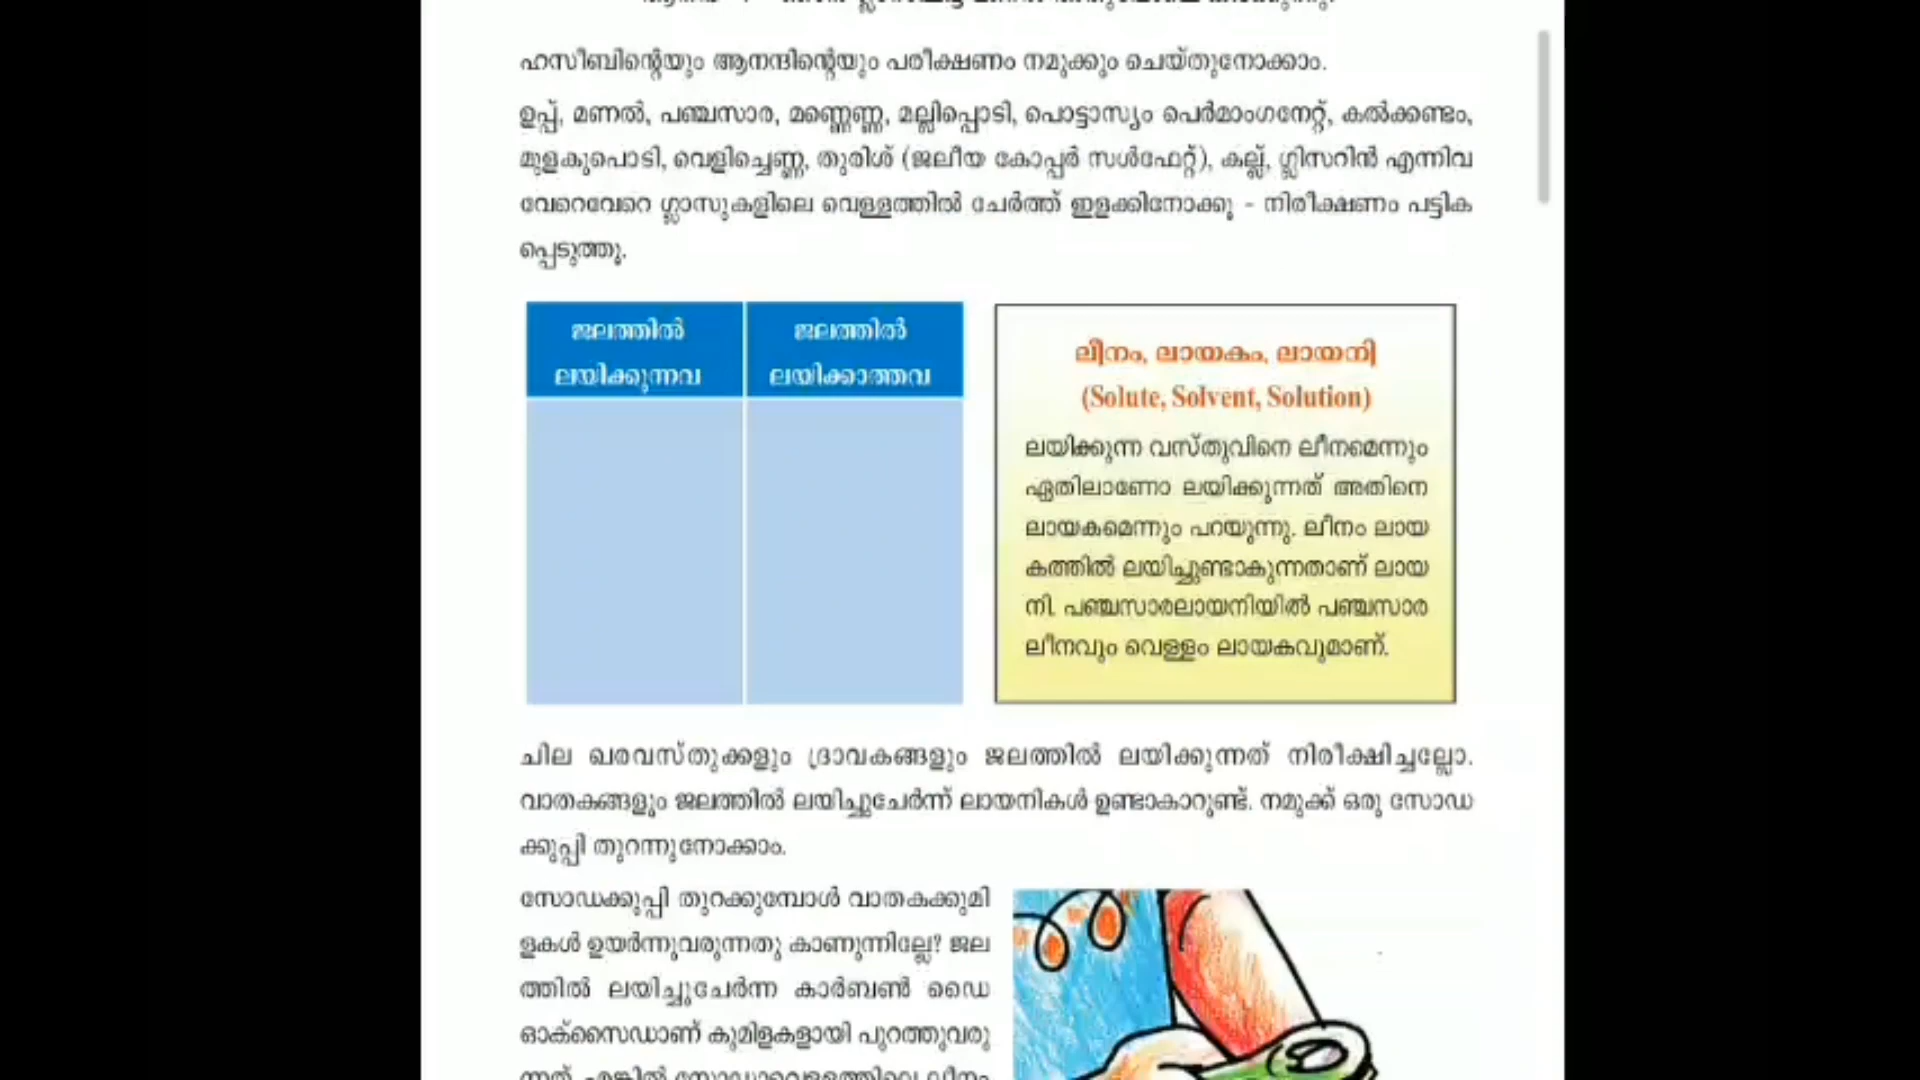 ഹസീബിന്റെയും ആനന്ദിന്റെയും പരീക്ഷണം നമുക്കും ചെയ്തുനോക്കാം.
ഉപ്പ്, മണൽ, പഞ്ചസാര, മണ്ണെണ്ണ, മല്ലിപ്പൊടി, പൊട്ടാസ്യം പെർമാംഗനേറ്റ്, കൽക്കണ്ടം,
മുളകുപൊടി, വെളിച്ചെണ്ണ, തുരിശ് (ജലീയ കോപ്പർ സൾഫേറ്റ്), കല്ല്, ഗ്ലിസറിൻ എന്നിവ
വേറെവേറെ ഗ്ലാസുകളിലെ വെള്ളത്തിൽ ചേർത്ത് ഇളക്കിനോക്കൂ - നിരീക്ഷണം പട്ടിക
പ്പെടുത്തൂ.
ജലത്തിൽ
ലയിക്കുന്നവ
ജലത്തിൽ
ലയിക്കാത്തവ
ലീനം, ലായകം, ലായനി
(Solute, Solvent, Solution)
ലയിക്കുന്ന വസ്തുവിനെ ലീനമെന്നും
ഏതിലാണോ ലയിക്കുന്നത് അതിനെ
ലായകമെന്നും പറയുന്നു. ലീനം ലായ
കത്തിൽ ലയിച്ചുണ്ടാകുന്നതാണ് ലായ
നി. പഞ്ചസാരലായനിയിൽ പഞ്ചസാര
ലീനവും വെള്ളം ലായകവുമാണ്.
ചില ഖരവസ്തുക്കളും ദ്രാവകങ്ങളും ജലത്തിൽ ലയിക്കുന്നത് നിരീക്ഷിച്ചല്ലോ.
വാതകങ്ങളും ജലത്തിൽ ലയിച്ചുചേർന്ന് ലായനികൾ ഉണ്ടാകാറുണ്ട്. നമുക്ക് ഒരു സോഡ
ക്കുപ്പി തുറന്നുനോക്കാം.
സോഡക്കുപ്പി തുറക്കുമ്പോൾ വാതകക്കുമി
ളകൾ ഉയർന്നുവരുന്നതു കാണുന്നില്ലേ? ജല
ത്തിൽ ലയിച്ചുചേർന്ന കാർബൺ ഡൈ
ഓക്സൈഡാണ് കുമിളകളായി പുറത്തുവരു